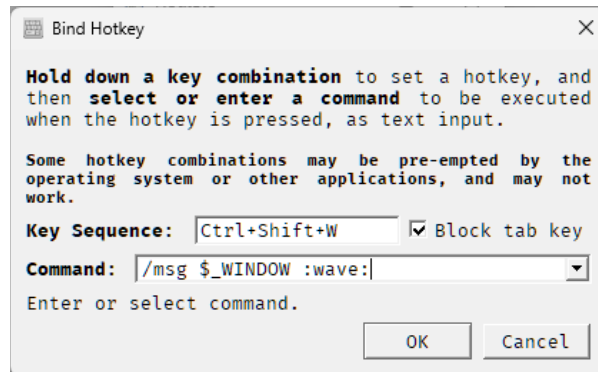 Bind Hotkey
Hold down a key combination to set a hotkey, and
then select or enter a command to be executed
when the hotkey is pressed, as text input.
Some hotkey combinations may be pre-empted by the
operating system or other applications, and may not
work.
Key Sequence: Ctrl+Shift+W Block tab key
Command: /msg $_WINDOW :wave:
Enter or select command.
OK Cancel